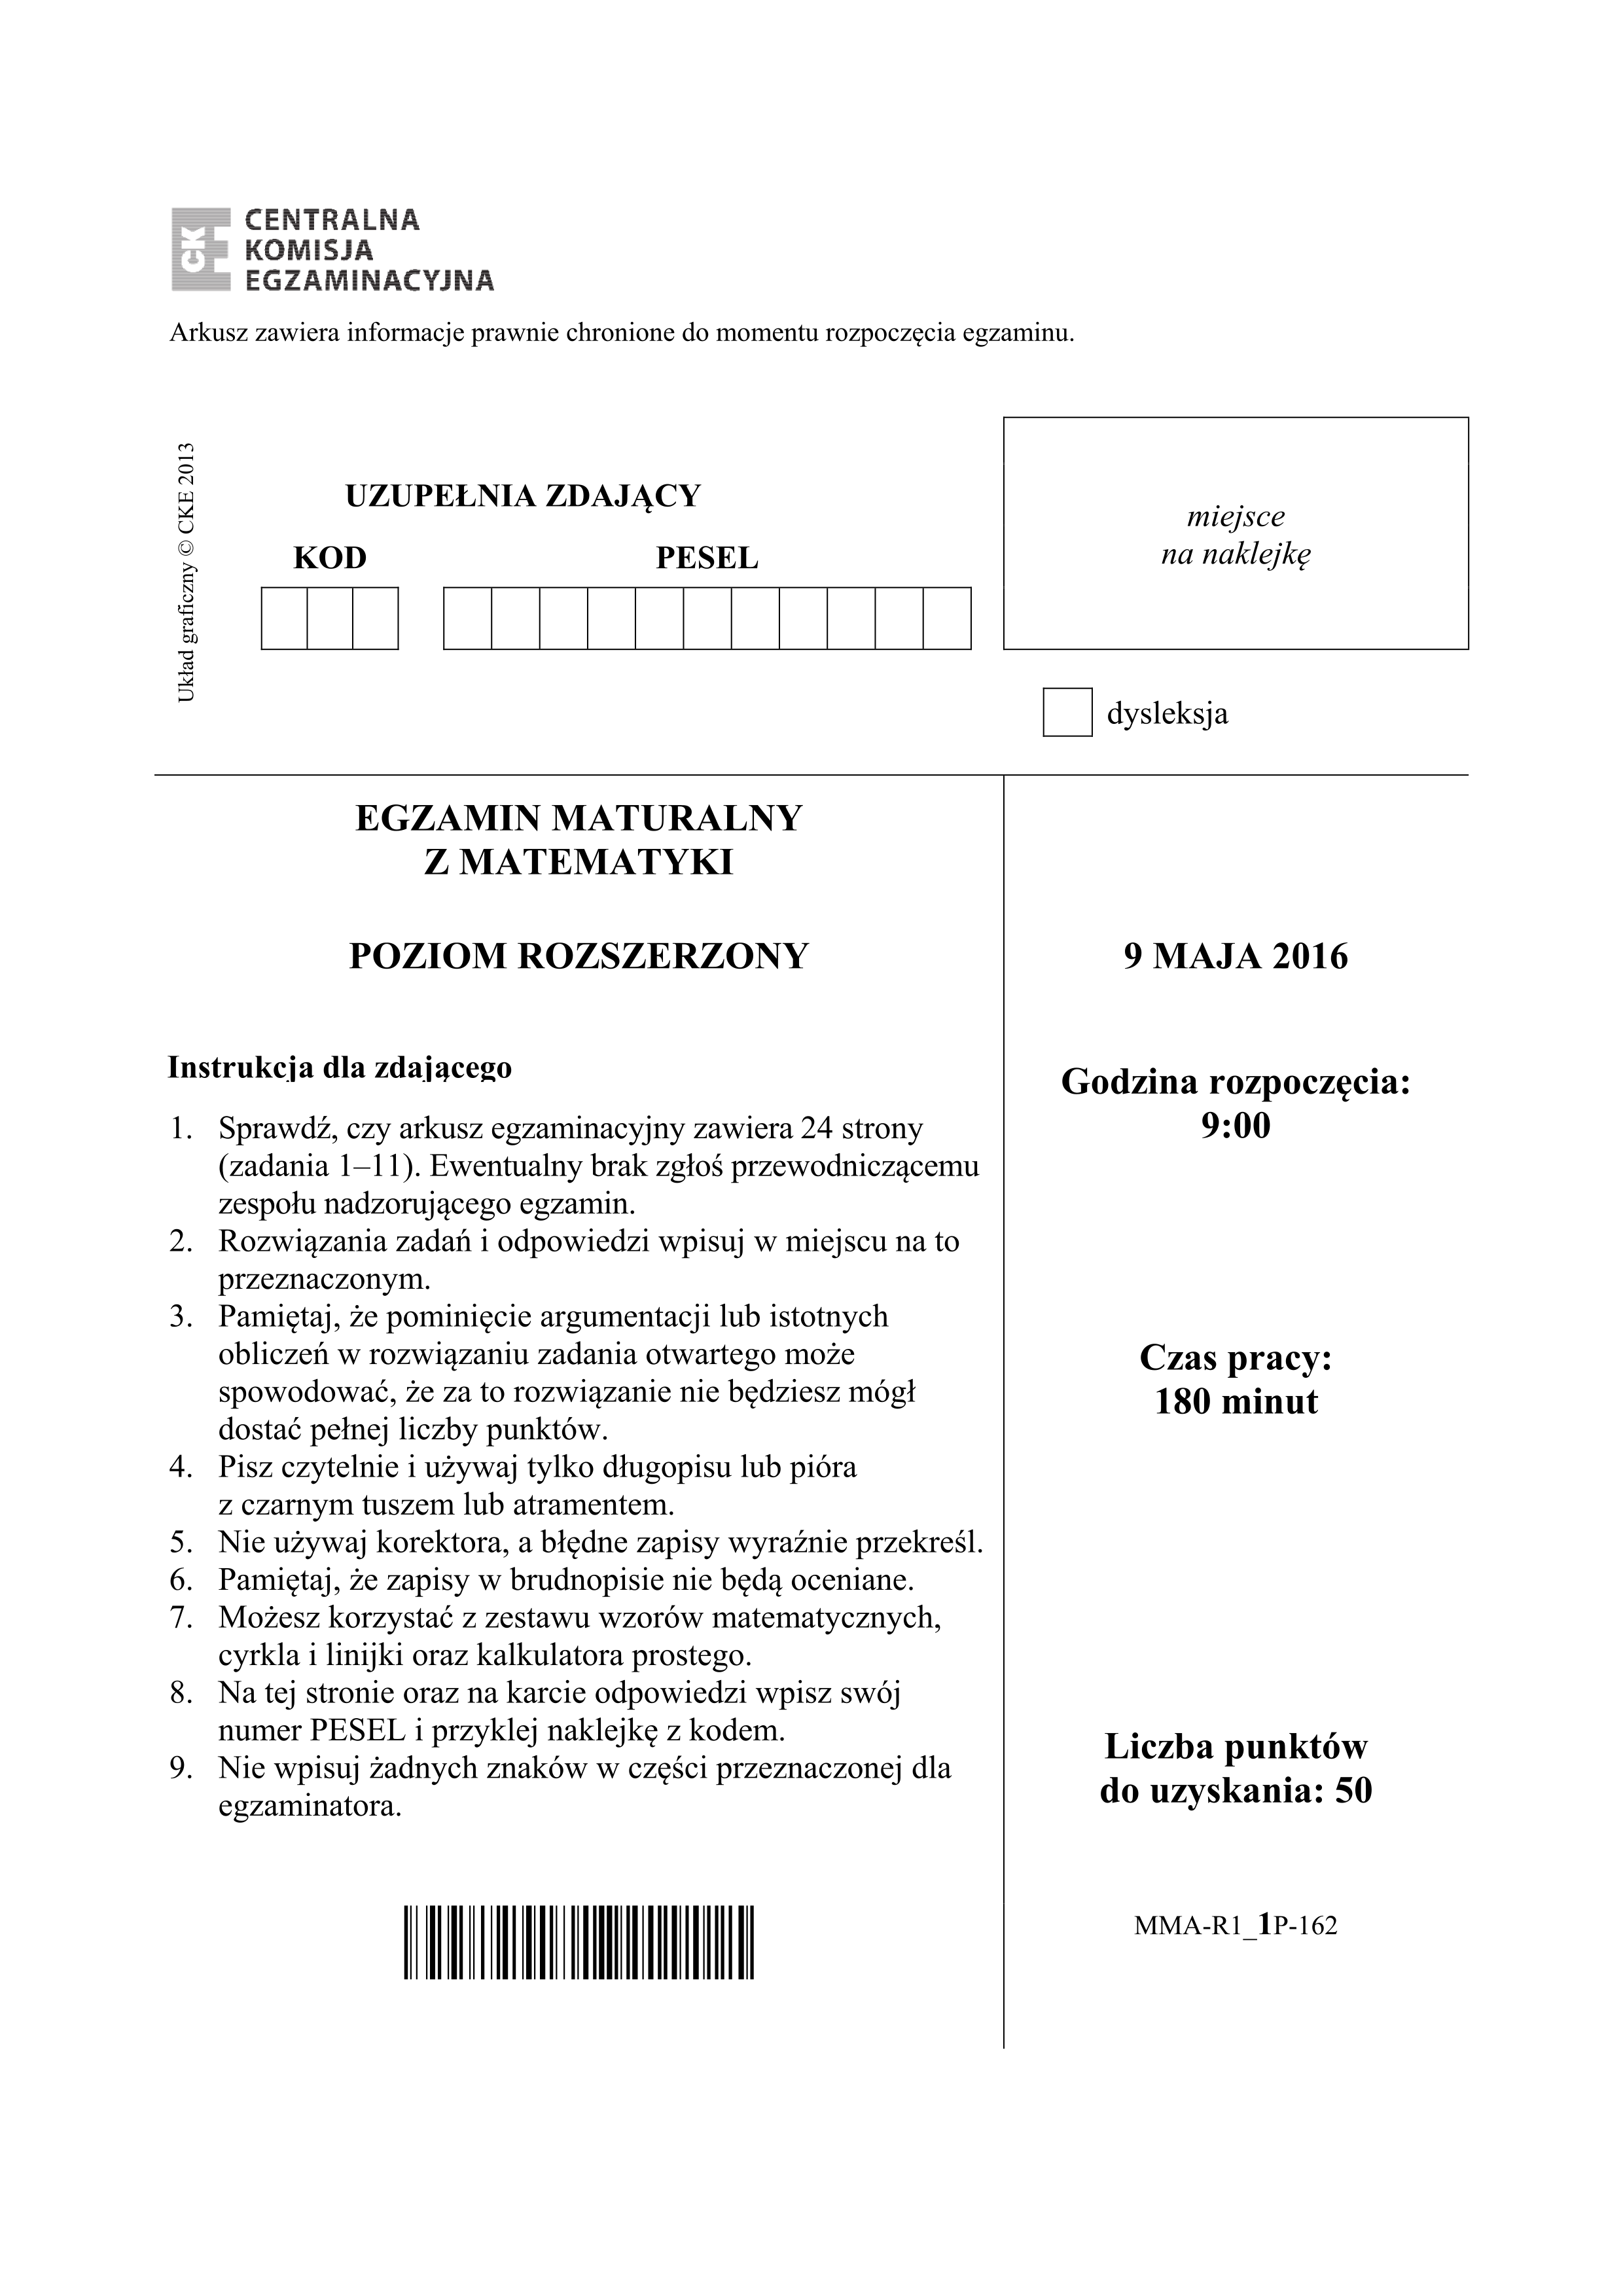 CK
CENTRALNA
KOMISJA
EGZAMINACYJNA
Arkusz zawiera informacje prawnie chronione do momentu rozpoczęcia egzaminu.
Układ graficzny © CKE 2013
UZUPEŁNIA ZDAJĄCY
KOD PESEL
miejsce
na naklejkę
dysleksja
EGZAMIN MATURALNY
Z MATEMATYKI
POZIOM ROZSZERZONY
Instrukcja dla zdającego
1. Sprawdź, czy arkusz egzaminacyjny zawiera 24 strony
(zadania 1–11). Ewentualny brak zgłoś przewodniczącemu
zespołu nadzorującego egzamin.
2. Rozwiązania zadań i odpowiedzi wpisuj w miejscu na to
przeznaczonym.
3. Pamiętaj, że pominięcie argumentacji lub istotnych
obliczeń w rozwiązaniu zadania otwartego może
spowodować, że za to rozwiązanie nie będziesz mógł
dostać pełnej liczby punktów.
4. Pisz czytelnie i używaj tylko długopisu lub pióra
z czarnym tuszem lub atramentem.
5. Nie używaj korektora, a błędne zapisy wyraźnie przekreśl.
6. Pamiętaj, że zapisy w brudnopisie nie będą oceniane.
7. Możesz korzystać z zestawu wzorów matematycznych,
cyrkla i linijki oraz kalkulatora prostego.
8. Na tej stronie oraz na karcie odpowiedzi wpisz swój
numer PESEL i przyklej naklejkę z kodem.
9. Nie wpisuj żadnych znaków w części przeznaczonej dla
egzaminatora.
9 MAJA 2016
Godzina rozpoczęcia:
9:00
Czas pracy:
180 minut
Liczba punktów
do uzyskania: 50
MMA-R1_1P-162